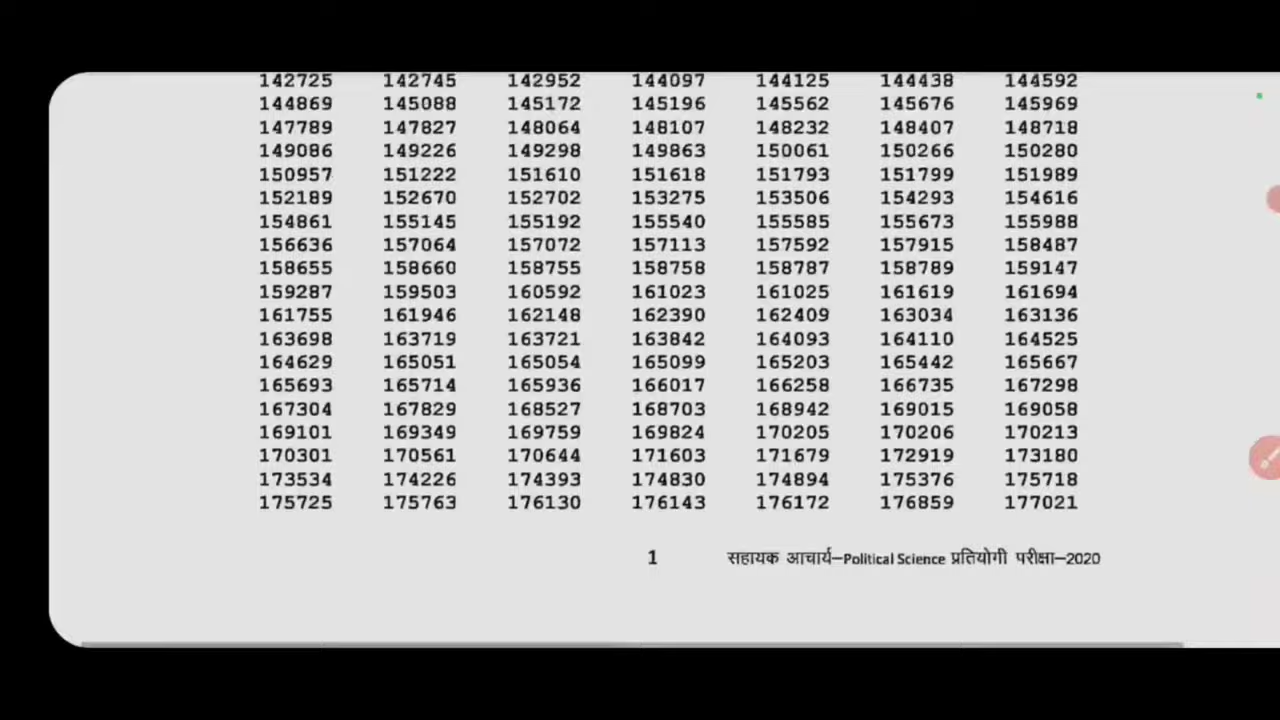 142725 142745 142952 144097 144125 144438 144592
144869 145088 145172 145196 145562 145676 145969
147789 147827 148064 148107 148232 148407 148718
149086 149226 149298 149863 150061 150266 150280
150957 151222 151610 151618 151793 151799 151989
152189 152670 152702 153275 153506 154293 154616
154861 155145 155192 155540 155585 155673 155988
156636 157064 157072 157113 157592 157915 158487
158655 158660 158755 158758 158787 158789 159147
159287 159503 160592 161023 161025 161619 161694
161755 161946 162148 162390 162409 163034 163136
163698 163719 163721 163842 164093 164110 164525
164629 165051 165054 165099 165203 165442 165667
165693 165714 165936 166017 166258 166735 167298
167304 167829 168527 168703 168942 169015 169058
169101 169349 169759 169824 170205 170206 170213
170301 170561 170644 171603 171679 172919 173180
173534 174226 174393 174830 174894 175376 175718
175725 175763 176130 176143 176172 176859 177021
1 सहायक आचार्य–Political Science प्रतियोगी परीक्षा–2020